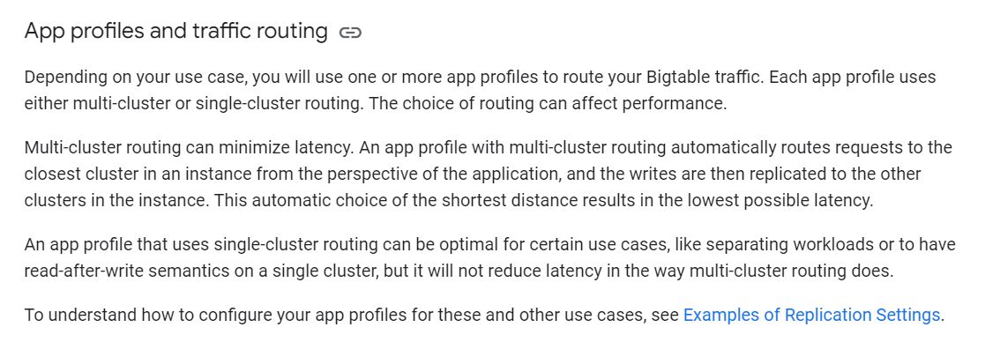 App profiles and traffic routing
Depending on your use case, you will use one or more app profiles to route your Bigtable traffic. Each app profile uses
either multi-cluster or single-cluster routing. The choice of routing can affect performance.
Multi-cluster routing can minimize latency. An app profile with multi-cluster routing automatically routes requests to the
closest cluster in an instance from the perspective of the application, and the writes are then replicated to the other
clusters in the instance. This automatic choice of the shortest distance results in the lowest possible latency.
An app profile that uses single-cluster routing can be optimal for certain use cases, like separating workloads or to have
read-after-write semantics on a single cluster, but it will not reduce latency in the way multi-cluster routing does.
To understand how to configure your app profiles for these and other use cases, see Examples of Replication Settings.